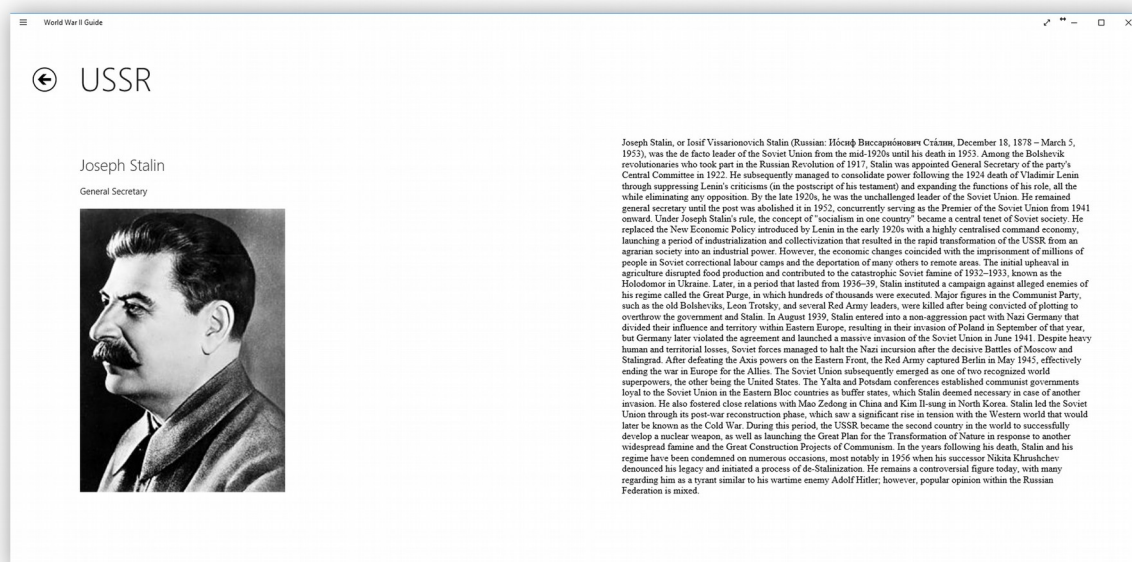 World War II Guide
USSR
Joseph Stalin
General Secretary
Joseph Stalin, or Iosif Vissarionovich Stalin (Russian: Ио́сиф Виссарио́нович Ста́лин, December 18, 1878 – March 5,
1953), was the de facto leader of the Soviet Union from the mid-1920s until his death in 1953. Among the Bolshevik
revolutionaries who took part in the Russian Revolution of 1917, Stalin was appointed General Secretary of the party's
Central Committee in 1922. He subsequently managed to consolidate power following the 1924 death of Vladimir Lenin
through suppressing Lenin's criticisms (in the postscript of his testament) and expanding the functions of his role, all the
while eliminating any opposition. By the late 1920s, he was the unchallenged leader of the Soviet Union. He remained
general secretary until the post was abolished it in 1952, concurrently serving as the Premier of the Soviet Union from 1941
onward. Under Joseph Stalin's rule, the concept of "socialism in one country" became a central tenet of Soviet society. He
replaced the New Economic Policy introduced by Lenin in the early 1920s with a highly centralised command economy,
launching a period of industrialization and collectivization that resulted in the rapid transformation of the USSR from an
agrarian society into an industrial power. However, the economic changes coincided with the imprisonment of millions of
people in Soviet correctional labour camps and the deportation of many others to remote areas. The initial upheaval in
agriculture disrupted food production and contributed to the catastrophic Soviet famine of 1932–1933, known as the
Holodomor in Ukraine. Later, in a period that lasted from 1936–39, Stalin instituted a campaign against alleged enemies of
his regime called the Great Purge, in which hundreds of thousands were executed. Major figures in the Communist Party,
such as the old Bolsheviks, Leon Trotsky, and several Red Army leaders, were killed after being convicted of plotting to
overthrow the government and Stalin. In August 1939, Stalin entered into a non-aggression pact with Nazi Germany that
divided their influence and territory within Eastern Europe, resulting in their invasion of Poland in September of that year,
but Germany later violated the agreement and launched a massive invasion of the Soviet Union in June 1941. Despite heavy
human and territorial losses, Soviet forces managed to halt the Nazi incursion after the decisive Battles of Moscow and
Stalingrad. After defeating the Axis powers on the Eastern Front, the Red Army captured Berlin in May 1945, effectively
ending the war in Europe for the Allies. The Soviet Union subsequently emerged as one of two recognized world
superpowers, the other being the United States. The Yalta and Potsdam conferences established communist governments
loyal to the Soviet Union in the Eastern Bloc countries as buffer states, which Stalin deemed necessary in case of another
invasion. He also fostered close relations with Mao Zedong in China and Kim Il-sung in North Korea. Stalin led the Soviet
Union through its post-war reconstruction phase, which saw a significant rise in tension with the Western world that would
later be known as the Cold War. During this period, the USSR became the second country in the world to successfully
develop a nuclear weapon, as well as launching the Great Plan for the Transformation of Nature in response to another
widespread famine and the Great Construction Projects of Communism. In the years following his death, Stalin and his
regime have been condemned on numerous occasions, most notably in 1956 when his successor Nikita Khrushchev
denounced his legacy and initiated a process of de-Stalinization. He remains a controversial figure today, with many
regarding him as a tyrant similar to his wartime enemy Adolf Hitler; however, popular opinion within the Russian
Federation is mixed.